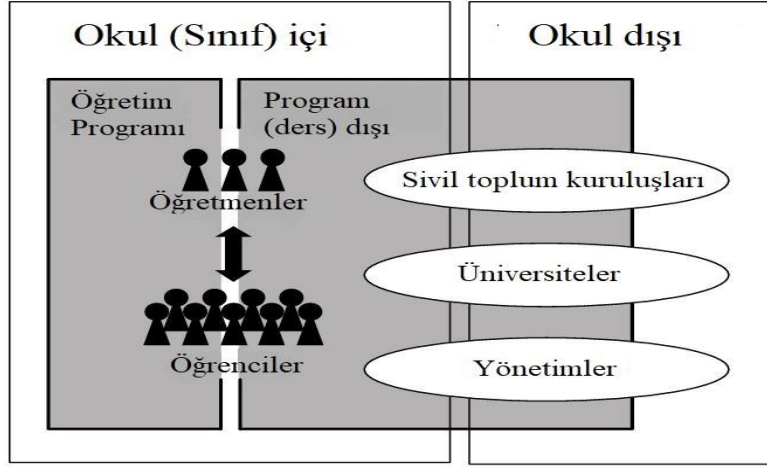 Okul (Sınıf) içi
Okul dışı
Öğretim
Programı
Program
(ders) dışı
Öğretmenler
Öğrenciler
Sivil toplum kuruluşları
Üniversiteler
Yönetimler